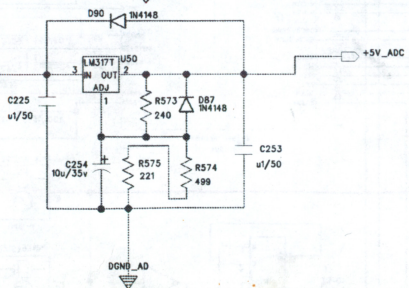 D90
1N4148
LM317T
U50
3
IN
OUT
2
ADJ
1
+5V_ADC
C225
u1/50
R573
240
D87
1N4148
C254
10u/35v
R575
221
R574
499
C253
u1/50
DGND_AD